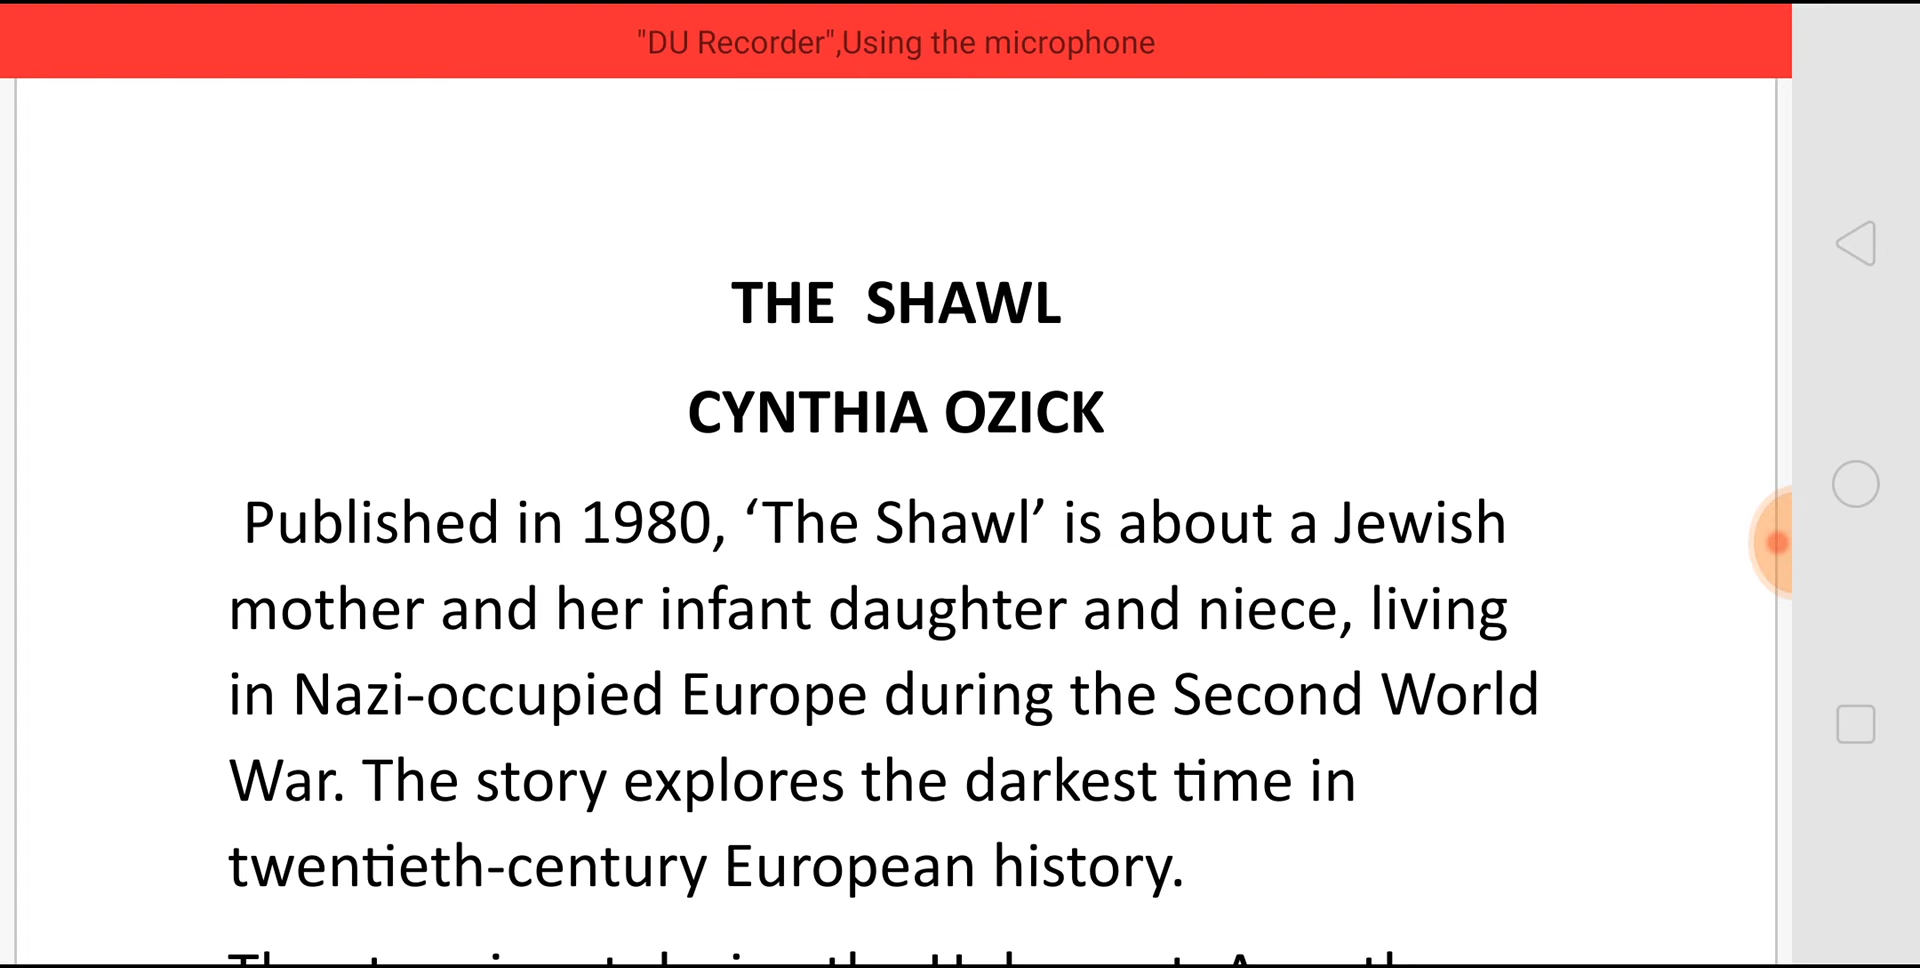 "DU Recorder",Using the microphone
THE SHAWL
CYNTHIA OZICK
Published in 1980, ‘The Shawl’ is about a Jewish
mother and her infant daughter and niece, living
in Nazi-occupied Europe during the Second World
War. The story explores the darkest time in
twentieth-century European history.